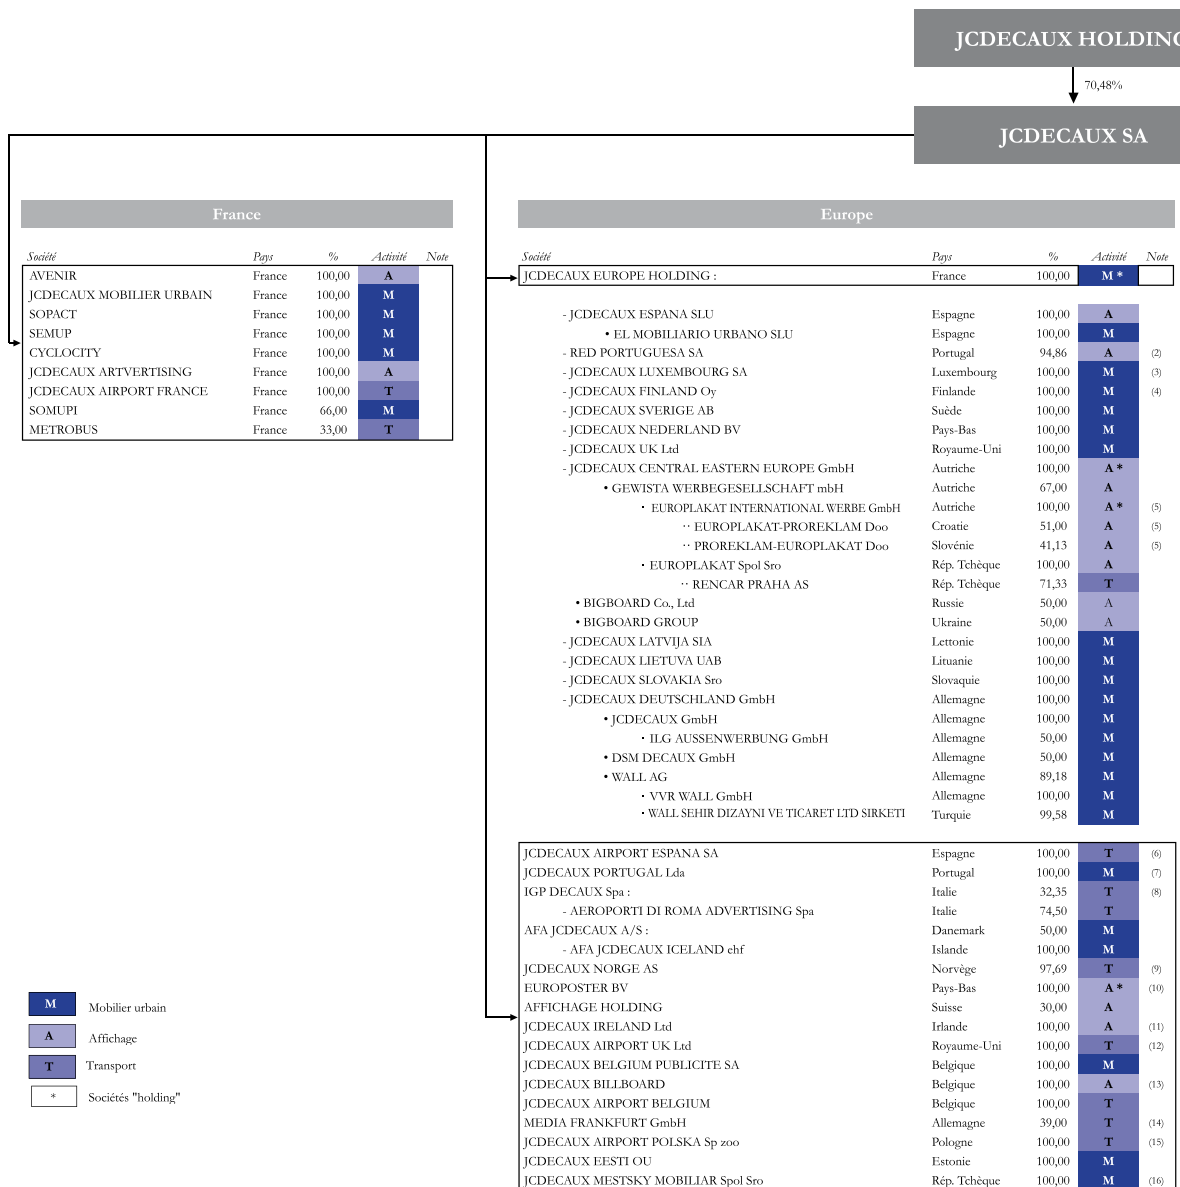 JCDECAUX HOLDING
70,48%
JCDECAUX SA
France
Société Pays % Activité Note
AVENIR France 100,00 A
JCDECAUX MOBILIER URBAIN France 100,00 M
SOPACT France 100,00 M
SEMUP France 100,00 M
CYCLOCITY France 100,00 M
JCDECAUX ARTVERTISING France 100,00 A
JCDECAUX AIRPORT FRANCE France 100,00 T
SOMUPI France 66,00 M
METROBUS France 33,00 T
Europe
Société Pays % Activité Note
JCDECAUX EUROPE HOLDING : France 100,00 M *
- JCDECAUX ESPANA SLU Espagne 100,00 A
• EL MOBILIARIO URBANO SLU Espagne 100,00 M
- RED PORTUGUESA SA Portugal 94,86 A (2)
- JCDECAUX LUXEMBOURG SA Luxembourg 100,00 M (3)
- JCDECAUX FINLAND Oy Finlande 100,00 M (4)
- JCDECAUX SVERIGE AB Suède 100,00 M
- JCDECAUX NEDERLAND BV Pays-Bas 100,00 M
- JCDECAUX UK Ltd Royaume-Uni 100,00 M
- JCDECAUX CENTRAL EASTERN EUROPE GmbH Autriche 100,00 A *
• GEWISTA WERBEGESELLSCHAFT mbH Autriche 67,00 A
· EUROPLAKAT INTERNATIONAL WERBE GmbH Autriche 100,00 A * (5)
·· EUROPLAKAT-PROREKLAM Doo Croatie 51,00 A (5)
·· PROREKLAM-EUROPLAKAT Doo Slovénie 41,13 A (5)
· EUROPLAKAT Spol Sro Rép. Tchèque 100,00 A
·· RENCAR PRAHA AS Rép. Tchèque 71,33 T
• BIGBOARD Co., Ltd Russie 50,00 A
• BIGBOARD GROUP Ukraine 50,00 A
- JCDECAUX LATVIJA SIA Lettonie 100,00 M
- JCDECAUX LIETUVA UAB Lituanie 100,00 M
- JCDECAUX SLOVAKIA Sro Slovaquie 100,00 M
- JCDECAUX DEUTSCHLAND GmbH Allemagne 100,00 M
• JCDECAUX GmbH Allemagne 100,00 M
· ILG AUSSENWERBUNG GmbH Allemagne 50,00 M
• DSM DECAUX GmbH Allemagne 50,00 M
• WALL AG Allemagne 89,18 M
· VVR WALL GmbH Allemagne 100,00 M
· WALL SEHIR DIZAYNI VE TICARET LTD SIRKETI Turquie 99,58 M
JCDECAUX AIRPORT ESPANA SA Espagne 100,00 T (6)
JCDECAUX PORTUGAL Lda Portugal 100,00 M (7)
IGP DECAUX Spa : Italie 32,35 T (8)
- AEROPORTI DI ROMA ADVERTISING Spa Italie 74,50 T
AFA JCDECAUX A/S : Danemark 50,00 M
- AFA JCDECAUX ICELAND ehf Islande 100,00 M
JCDECAUX NORGE AS Norvège 97,69 T (9)
EUROPOSTER BV Pays-Bas 100,00 A * (10)
AFFICHAGE HOLDING Suisse 30,00 A
JCDECAUX IRELAND Ltd Irlande 100,00 A (11)
JCDECAUX AIRPORT UK Ltd Royaume-Uni 100,00 T (12)
JCDECAUX BELGIUM PUBLICITE SA Belgique 100,00 M
JCDECAUX BILLBOARD Belgique 100,00 A (13)
JCDECAUX AIRPORT BELGIUM Belgique 100,00 T
MEDIA FRANKFURT GmbH Allemagne 39,00 T (14)
JCDECAUX AIRPORT POLSKA Sp zoo Pologne 100,00 T (15)
JCDECAUX EESTI OU Estonie 100,00 M
JCDECAUX MESTSKY MOBILIAR Spol Sro Rép. Tchèque 100,00 M (16)
M Mobilier urbain
A Affichage
T Transport
* Sociétés "holding"